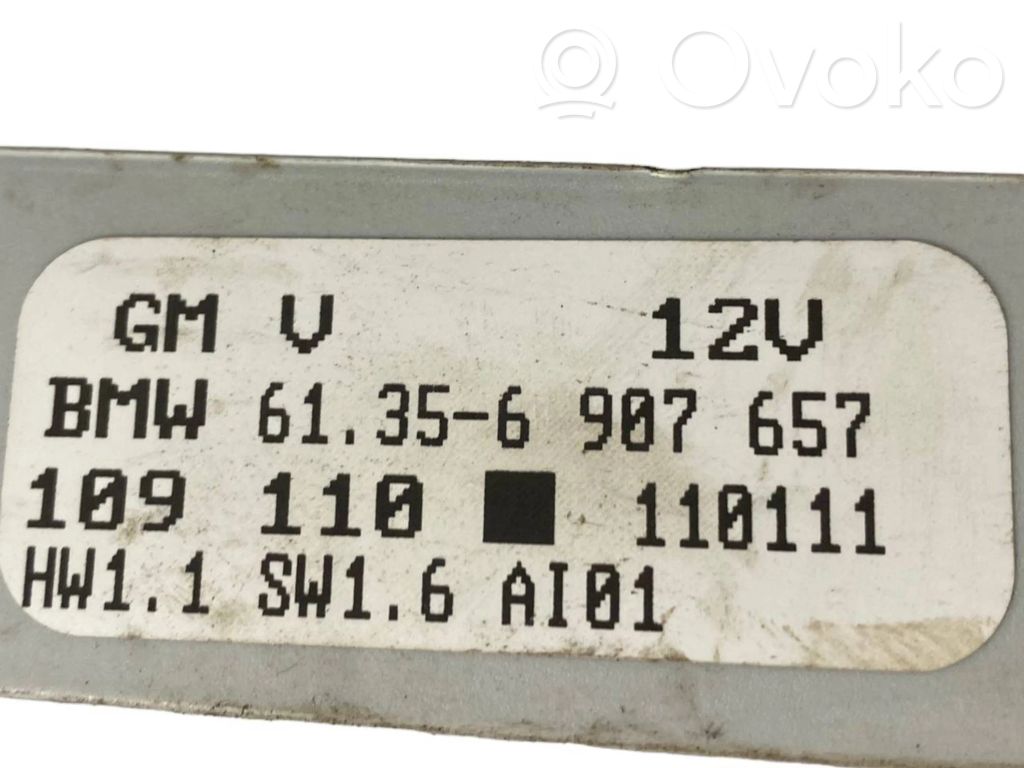 Ovoko
GM V 12V
BMW 61.35-6 907 657
109 110 110111
HW1.1 SW1.6 AI01